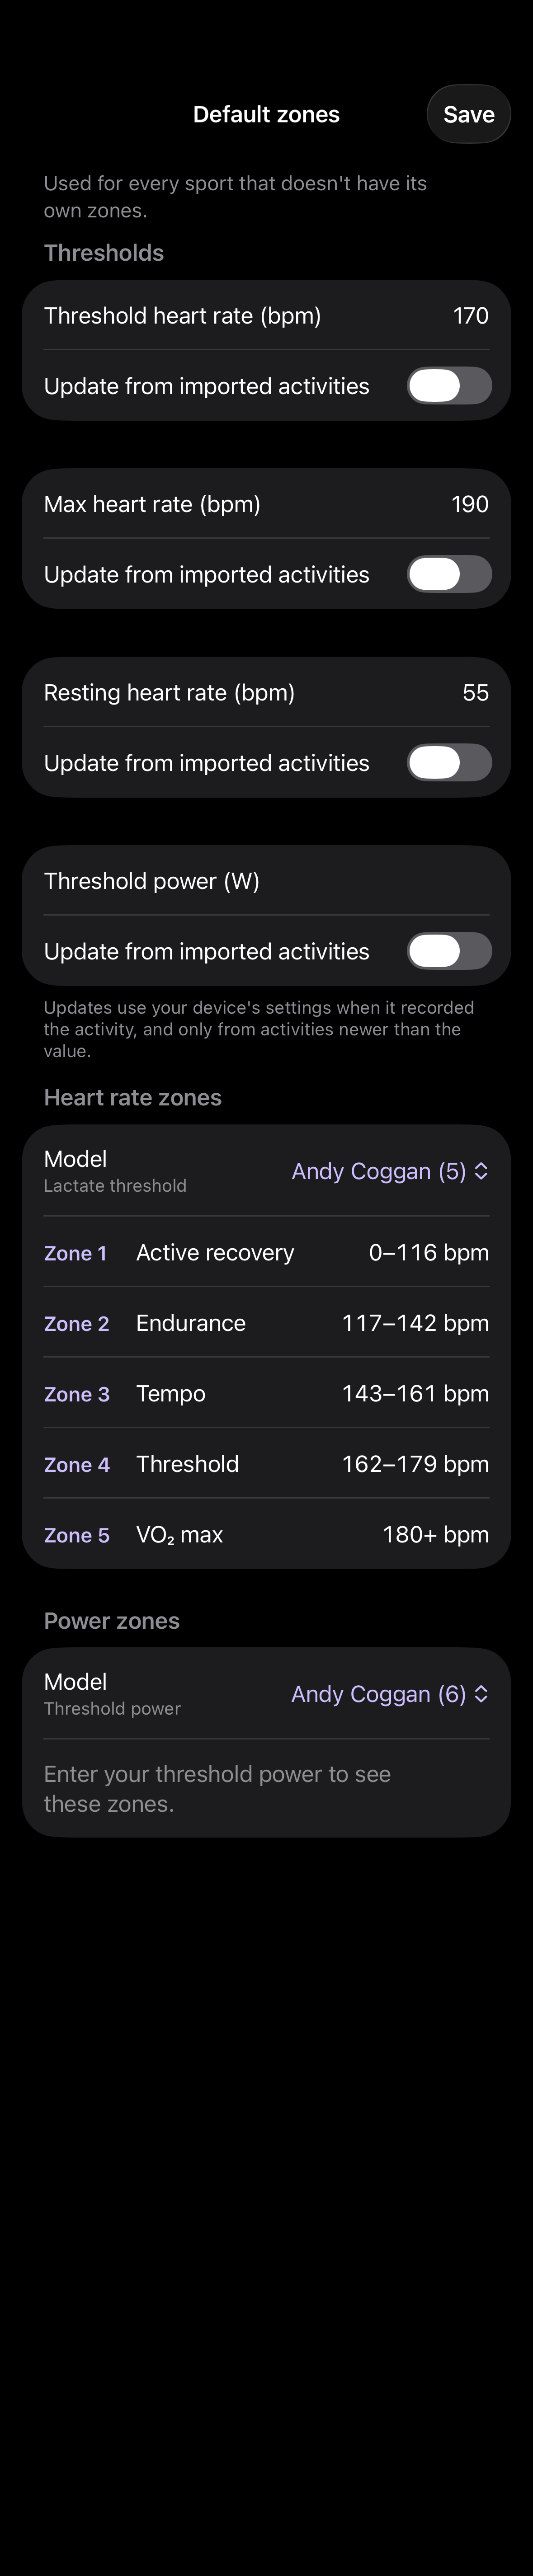 Default zones
Save
Used for every sport that doesn't have its
own zones.
Thresholds
Threshold heart rate (bpm) 170
Update from imported activities
Max heart rate (bpm) 190
Update from imported activities
Resting heart rate (bpm) 55
Update from imported activities
Threshold power (W)
Update from imported activities
Updates use your device's settings when it recorded
the activity, and only from activities newer than the
value.
Heart rate zones
Model
Lactate threshold
Andy Coggan (5)
Zone 1 Active recovery 0–116 bpm
Zone 2 Endurance 117–142 bpm
Zone 3 Tempo 143–161 bpm
Zone 4 Threshold 162–179 bpm
Zone 5 VO₂ max 180+ bpm
Power zones
Model
Threshold power
Andy Coggan (6)
Enter your threshold power to see
these zones.